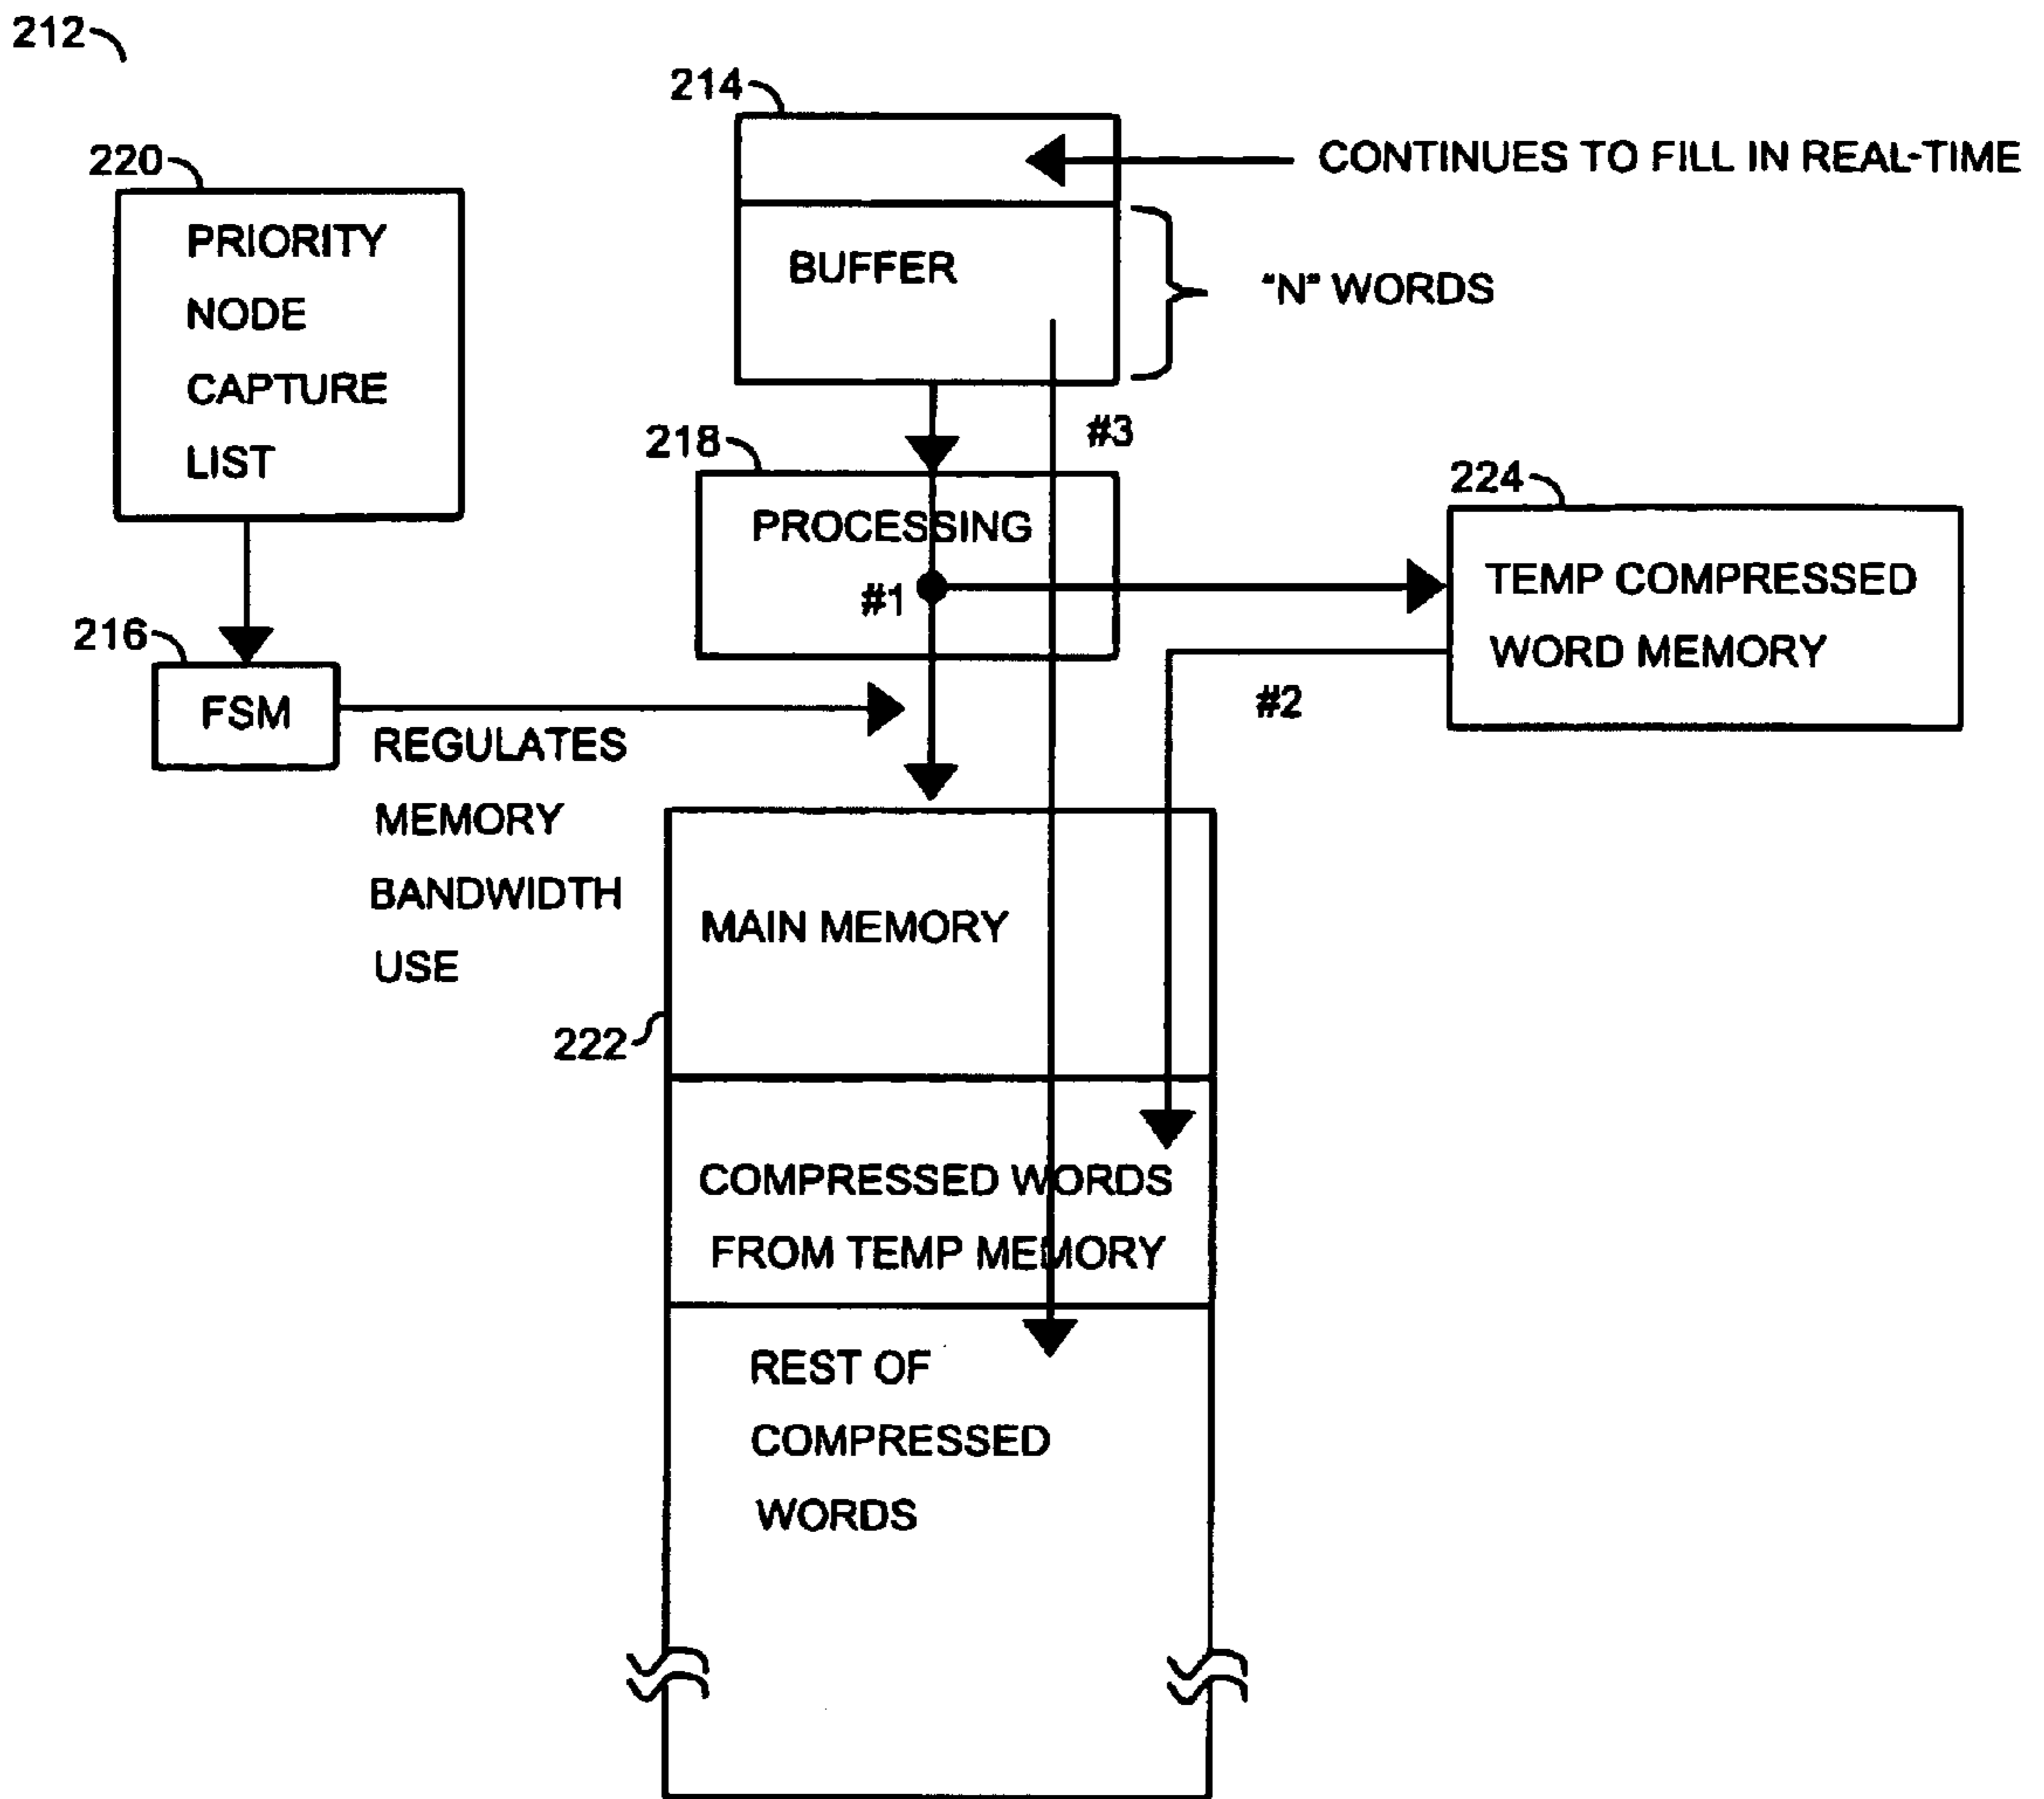 212
214
CONTINUES TO FILL IN REAL-TIME
220
PRIORITY
NODE
CAPTURE
LIST
BUFFER
"N" WORDS
#3
218
PROCESSING
#1
224
TEMP COMPRESSED
WORD MEMORY
#2
216
FSM
REGULATES
MEMORY
BANDWIDTH
USE
MAIN MEMORY
222
COMPRESSED WORDS
FROM TEMP MEMORY
REST OF
COMPRESSED
WORDS